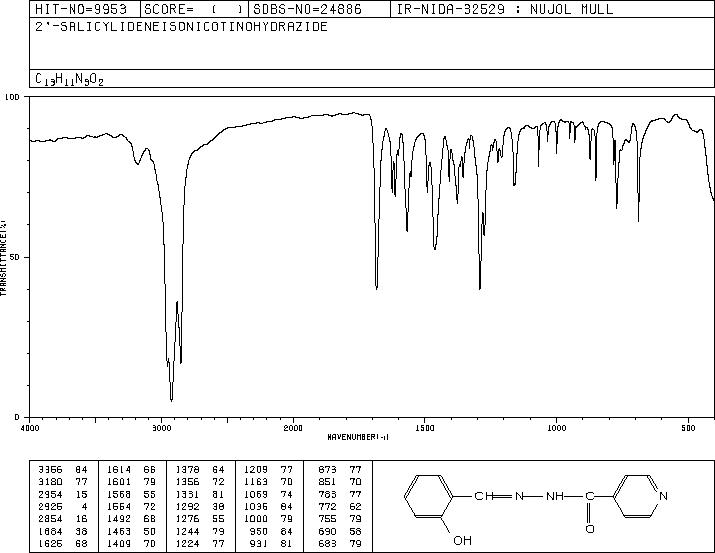 HIT-NO=9953 SCORE= ( ) SDBS-NO=24886 IR-NIDA-32529 : NUJOL MULL
2'-SALICYLIDENEISONICOTINOHYDRAZIDE
C13H11N3O2
100
50
0
TRANSMITTANCE(%)
4000 3000 2000 1500 1000 500
WAVENUMBER(-1)
3366 84 1614 66 1378 64 1209 77 873 77
3180 77 1601 79 1356 72 1163 70 851 70
2954 15 1568 55 1331 81 1069 74 783 77
2925 4 1554 72 1292 38 1036 84 772 62
2854 16 1492 68 1276 55 1000 79 755 79
1684 38 1463 50 1244 79 950 84 690 58
1625 68 1409 70 1224 77 931 81 683 79
CH N NH C N
OH O